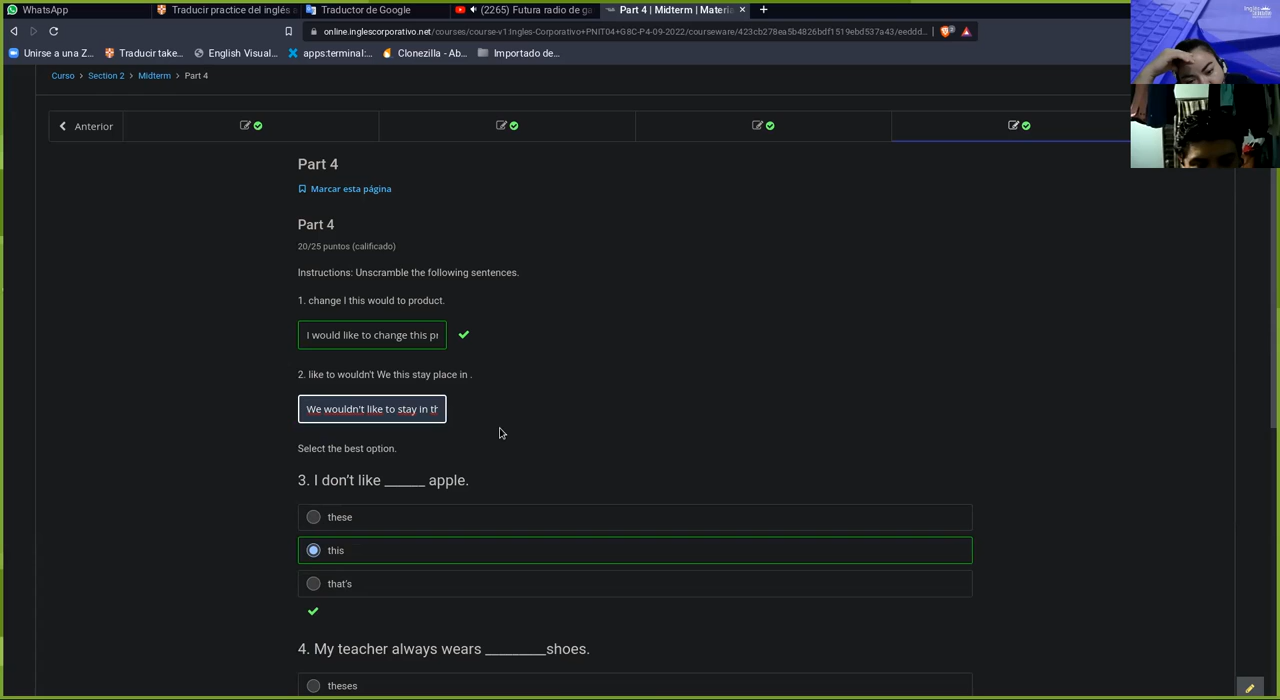 WhatsApp
Traducir practice del inglés a
Traductor de Google
(2265) Futura radio de ge
Part 4 | Midterm | Materia
online.inglescorporativo.net/courses/course-v1:Ingles-Corporativo+PNIT04+G8C-P4-09-2022/courseware/423cb278ea5b4826bdf1519ebd537a43/eeddd...
Unirse a una Zo...
Traducir take...
English Visual...
apps:terminal:...
Clonezilla - Ab...
Importado de...
Curso > Section 2 > Midterm > Part 4
Anterior
Part 4
Marcar esta página
Part 4
20/25 puntos (calificado)
Instructions: Unscramble the following sentences.
1. change I this would to product.
I would like to change this pr
2. like to wouldn't We this stay place in .
We wouldn't like to stay in th
Select the best option.
3. I don't like ______ apple.
these
this
that's
4. My teacher always wears _________shoes.
theses